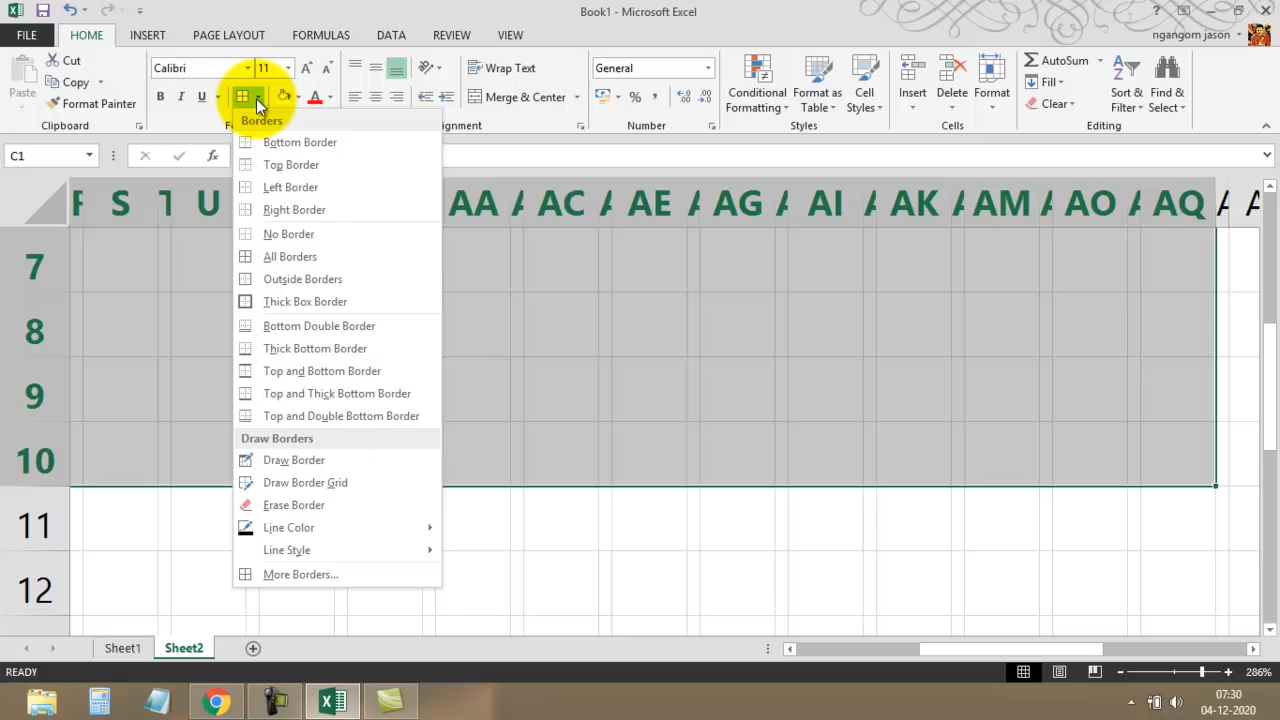 Book1 - Microsoft Excel
?
FILE HOME INSERT PAGE LAYOUT FORMULAS DATA REVIEW VIEW ngangom jason
Paste Cut Copy Format Painter
Clipboard
Calibri 11
B I U A
Wrap Text
Merge & Center
General
% ,
Number
Conditional Formatting
Format as Table
Cell Styles
Styles
Insert Delete Format
Cells
AutoSum
Fill
Clear
Sort & Filter
Find & Select
Editing
C1 fx
Borders
Bottom Border
Top Border
Left Border
Right Border
No Border
All Borders
Outside Borders
Thick Box Border
Bottom Double Border
Thick Bottom Border
Top and Bottom Border
Top and Thick Bottom Border
Top and Double Bottom Border
Draw Borders
Draw Border
Draw Border Grid
Erase Border
Line Color
Line Style
More Borders...
S U AA AC AE AG AI AK AM AO AQ
7
8
9
10
11
12
Sheet1 Sheet2
READY 286%
07:30
04-12-2020